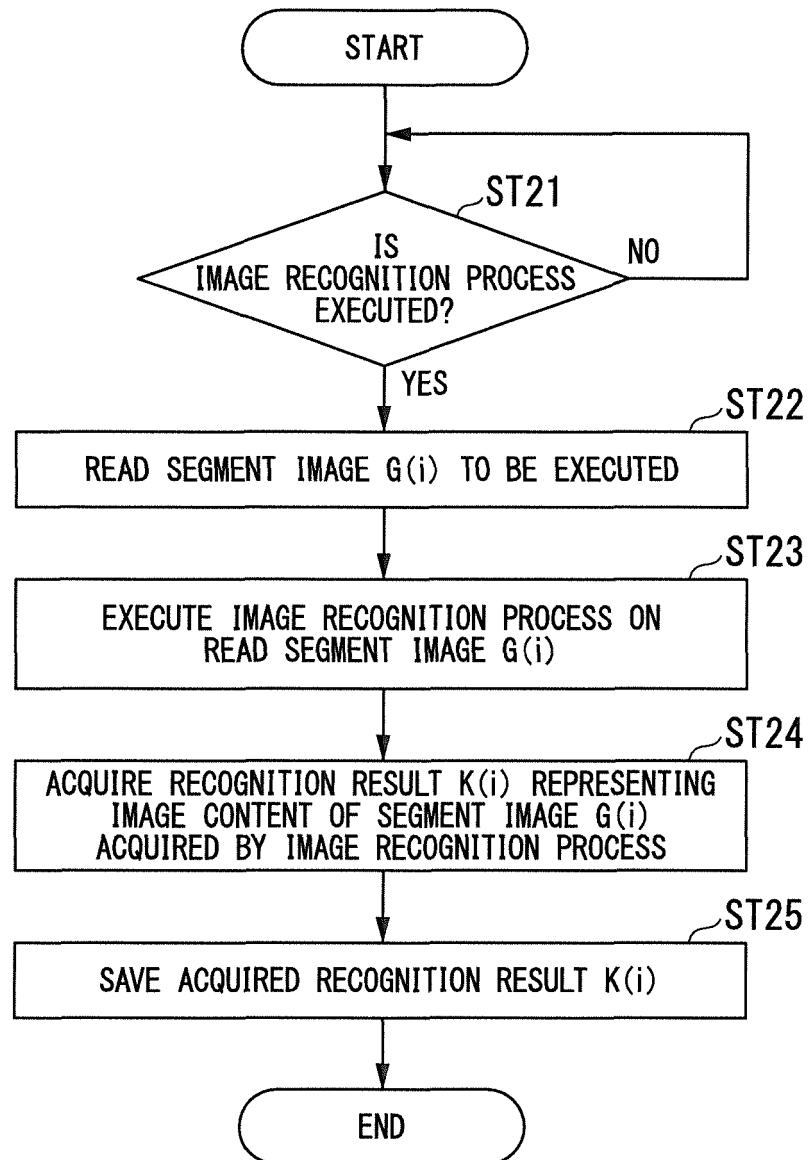 START
ST21
IS
IMAGE RECOGNITION PROCESS
EXECUTED?
NO
YES
ST22
READ SEGMENT IMAGE G(i) TO BE EXECUTED
ST23
EXECUTE IMAGE RECOGNITION PROCESS ON
READ SEGMENT IMAGE G(i)
ST24
ACQUIRE RECOGNITION RESULT K(i) REPRESENTING
IMAGE CONTENT OF SEGMENT IMAGE G(i)
ACQUIRED BY IMAGE RECOGNITION PROCESS
ST25
SAVE ACQUIRED RECOGNITION RESULT K(i)
END